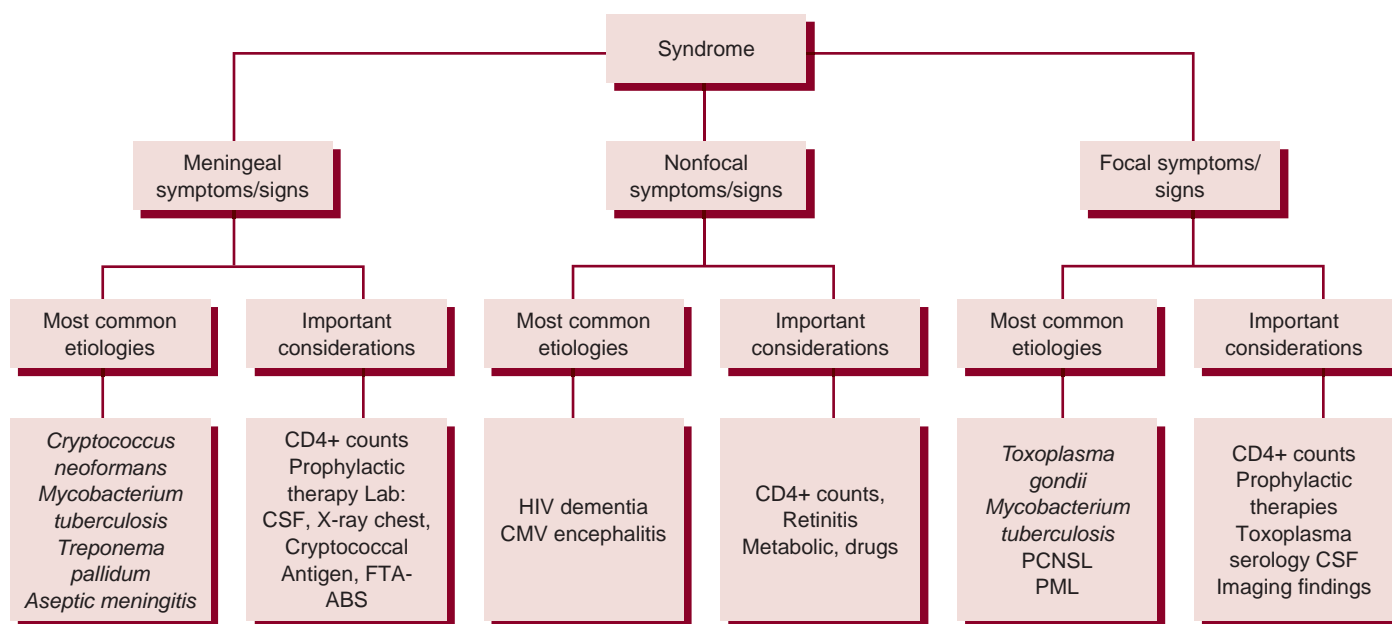 Syndrome
Meningeal
symptoms/signs
Nonfocal
symptoms/signs
Focal symptoms/
signs
Most common
etiologies
Important
considerations
Most common
etiologies
Important
considerations
Most common
etiologies
Important
considerations
Cryptococcus
neoformans
Mycobacterium
tuberculosis
Treponema
pallidum
Aseptic meningitis
CD4+ counts
Prophylactic
therapy Lab:
CSF, X-ray chest,
Cryptococcal
Antigen, FTA-
ABS
HIV dementia
CMV encephalitis
CD4+ counts,
Retinitis
Metabolic, drugs
Toxoplasma
gondii
Mycobacterium
tuberculosis
PCNSL
PML
CD4+ counts
Prophylactic
therapies
Toxoplasma
serology CSF
Imaging findings